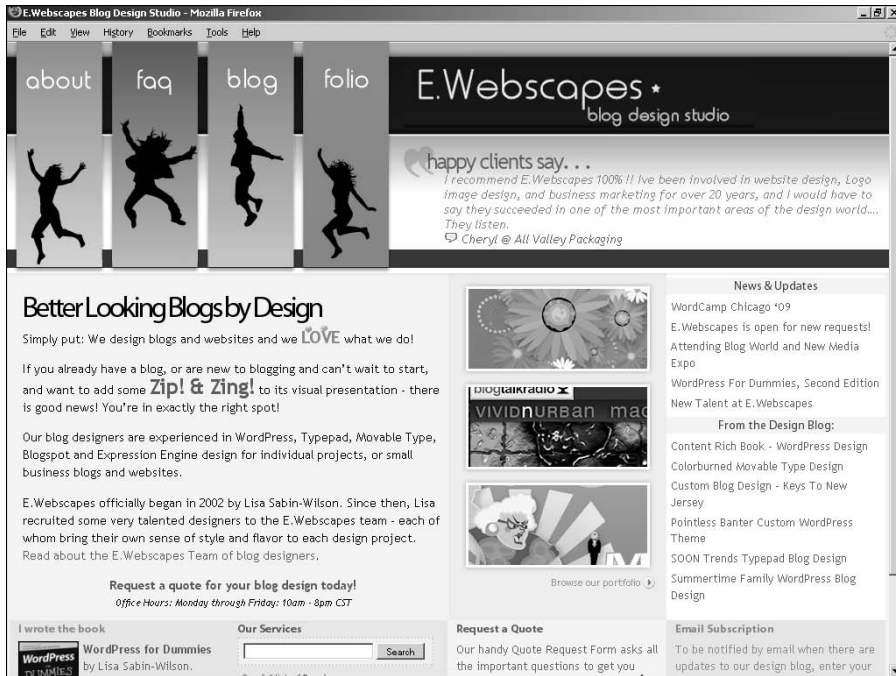 E.Webscapes Blog Design Studio - Mozilla Firefox
File Edit View History Bookmarks Tools Help
about faq blog folio
E.Webscapes
blog design studio
happy clients say. . .
I recommend E.Webscapes 100% !! Ive been involved in website design, Logo
image design, and business marketing for over 20 years, and I would have to
say they succeeded in one of the most important areas of the design world....
They listen.
Cheryl @ All Valley Packaging
Better Looking Blogs by Design
Simply put: We design blogs and websites and we LOVE what we do!
If you already have a blog, or are new to blogging and can't wait to start,
and want to add some Zip! & Zing! to its visual presentation - there
is good news! You're in exactly the right spot!
Our blog designers are experienced in WordPress, Typepad, Movable Type,
Blogspot and Expression Engine design for individual projects, or small
business blogs and websites.
E.Webscapes officially began in 2002 by Lisa Sabin-Wilson. Since then, Lisa
recruited some very talented designers to the E.Webscapes team - each of
whom bring their own sense of style and flavor to each design project.
Read about the E.Webscapes Team of blog designers.
Request a quote for your blog design today!
Office Hours: Monday through Friday: 10am - 8pm CST
blogtalkradio
VIVIDNURBAN mac
Browse our portfolio
News & Updates
WordCamp Chicago '09
E.Webscapes is open for new requests!
Attending Blog World and New Media
Expo
WordPress For Dummies, Second Edition
New Talent at E.Webscapes
From the Design Blog:
Content Rich Book - WordPress Design
Colorburned Movable Type Design
Custom Blog Design - Keys To New
Jersey
Pointless Banter Custom WordPress
Theme
SOON Trends Typepad Blog Design
Summertime Family WordPress Blog
Design
I wrote the book
WordPress
DUMMIES
WordPress for Dummies
by Lisa Sabin-Wilson.
Our Services
Search
Request a Quote
Our handy Quote Request Form asks all
the important questions to get you
Email Subscription
To be notified by email when there are
updates to our design blog, enter your